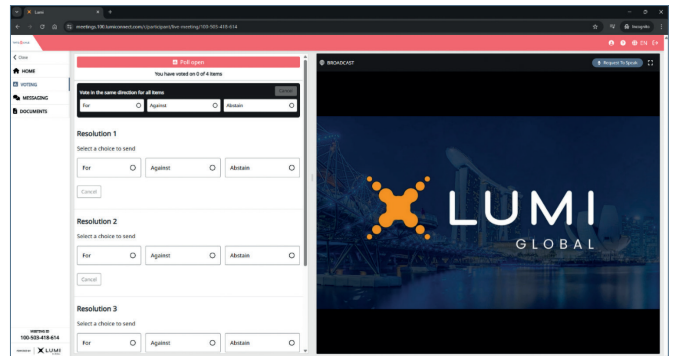 Lumi
meetings.100.lumiconnect.com/c/participant/live-meeting/100-503-418-614
Incognito
EN
Close
HOME
VOTING
MESSAGING
DOCUMENTS
Poll open
You have voted on 0 of 4 items
Vote in the same direction for all items
Cancel
For Against Abstain
Resolution 1
Select a choice to send
For Against Abstain
Cancel
Resolution 2
Select a choice to send
For Against Abstain
Cancel
Resolution 3
Select a choice to send
For Against Abstain
BROADCAST
Request To Speak
LUMI
GLOBAL
MEETING ID
100-503-418-614
POWERED BY LUMI